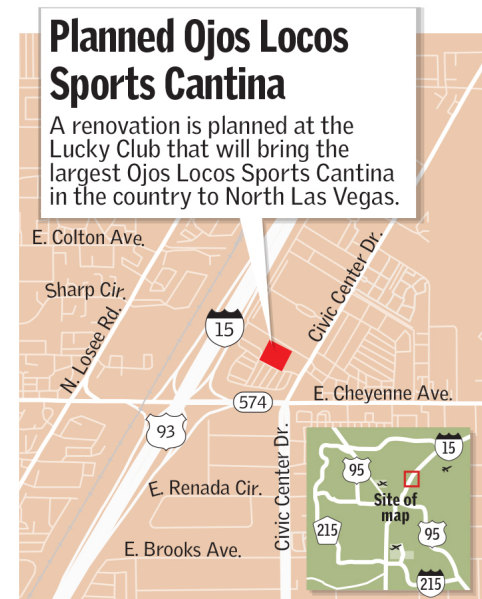 Planned Ojos Locos
Sports Cantina
A renovation is planned at the
Lucky Club that will bring the
largest Ojos Locos Sports Cantina
in the country to North Las Vegas.
E. Colton Ave.
Sharp Cir.
N. Losee Rd.
15
Civic Center Dr.
E. Cheyenne Ave.
574
93
Civic Center Dr.
E. Renada Cir.
E. Brooks Ave.
15
95
Site of
map
215
95
215